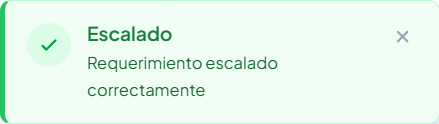 Escalado
Requerimiento escalado
correctamente